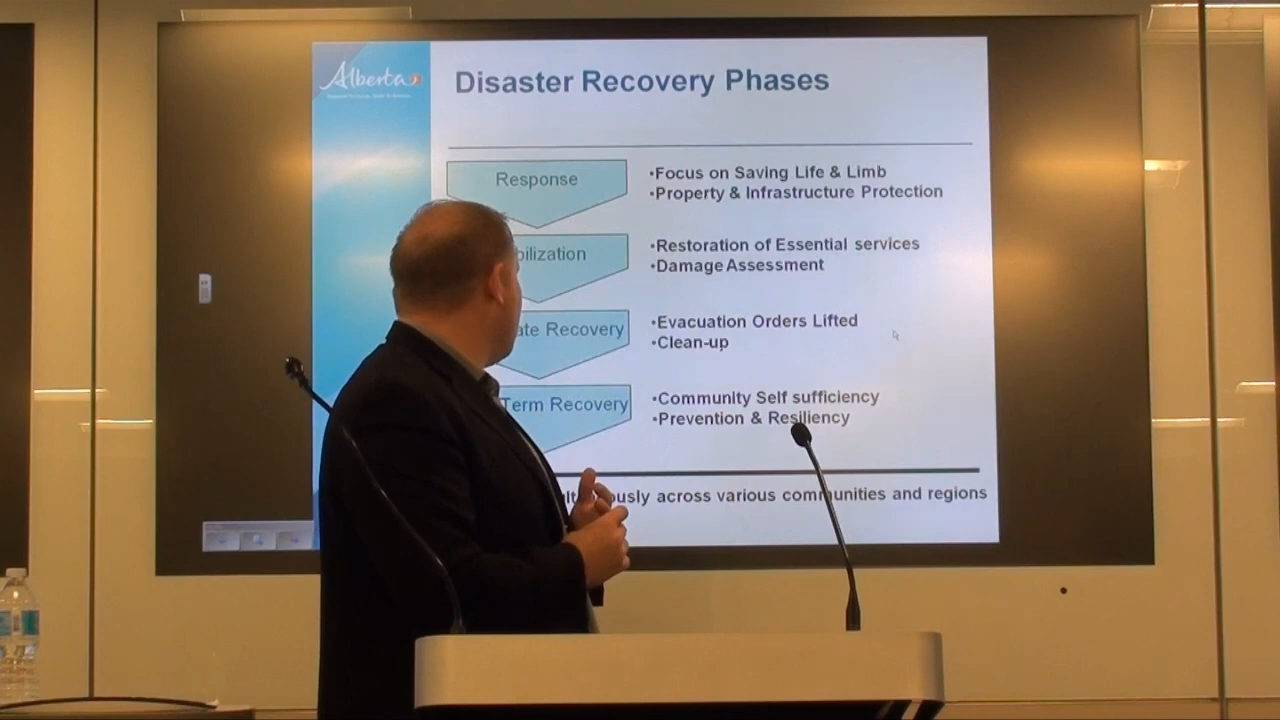 Alberta
Disaster Recovery Phases
Response
•Focus on Saving Life & Limb
•Property & Infrastructure Protection
bilization
•Restoration of Essential services
•Damage Assessment
ate Recovery
•Evacuation Orders Lifted
•Clean-up
Term Recovery
•Community Self sufficiency
•Prevention & Resiliency
ously across various communities and regions